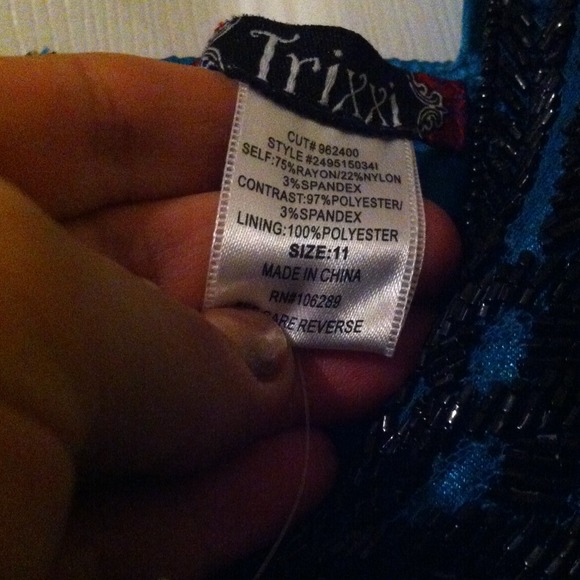 Trixxi
CUT# 962400
STYLE #249515034I
SELF:75%RAYON/22%NYLON
3%SPANDEX
CONTRAST:97%POLYESTER/
3%SPANDEX
LINING:100%POLYESTER
SIZE:11
MADE IN CHINA
RN#106289
CARE REVERSE